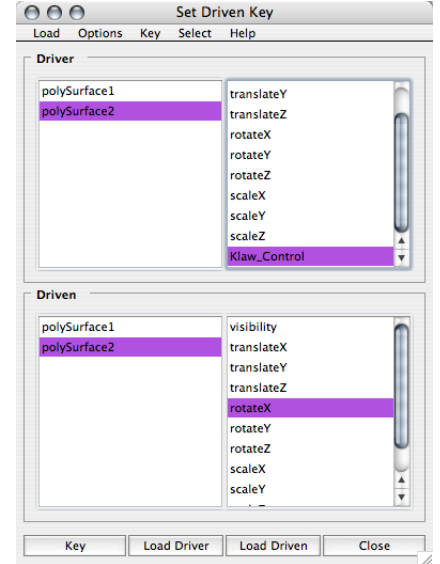 Set Driven Key
Load Options Key Select Help
Driver
polySurface1
polySurface2
translateY
translateZ
rotateX
rotateY
rotateZ
scaleX
scaleY
scaleZ
Klaw_Control
Driven
polySurface1
polySurface2
visibility
translateX
translateY
translateZ
rotateX
rotateY
rotateZ
scaleX
scaleY
Key Load Driver Load Driven Close